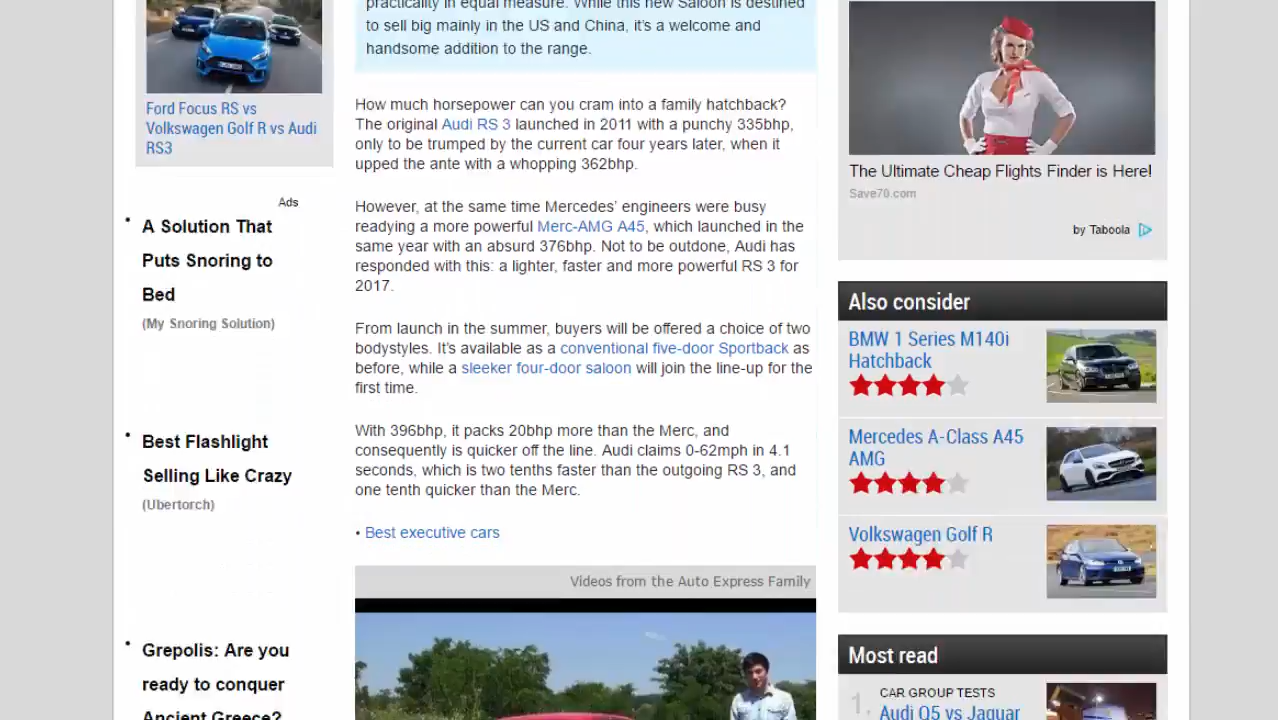 practicality in equal measure. While this new Saloon is destined
to sell big mainly in the US and China, it's a welcome and
handsome addition to the range.
Ford Focus RS vs
Volkswagen Golf R vs Audi
RS3
Ads
• A Solution That
Puts Snoring to
Bed
(My Snoring Solution)
• Best Flashlight
Selling Like Crazy
(Ubertorch)
• Grepolis: Are you
ready to conquer
Ancient Greece?
How much horsepower can you cram into a family hatchback?
The original Audi RS 3 launched in 2011 with a punchy 335bhp,
only to be trumped by the current car four years later, when it
upped the ante with a whopping 362bhp.
However, at the same time Mercedes' engineers were busy
readying a more powerful Merc-AMG A45, which launched in the
same year with an absurd 376bhp. Not to be outdone, Audi has
responded with this: a lighter, faster and more powerful RS 3 for
2017.
From launch in the summer, buyers will be offered a choice of two
bodystyles. It's available as a conventional five-door Sportback as
before, while a sleeker four-door saloon will join the line-up for the
first time.
With 396bhp, it packs 20bhp more than the Merc, and
consequently is quicker off the line. Audi claims 0-62mph in 4.1
seconds, which is two tenths faster than the outgoing RS 3, and
one tenth quicker than the Merc.
• Best executive cars
Videos from the Auto Express Family
The Ultimate Cheap Flights Finder is Here!
Save70.com
by Taboola
Also consider
BMW 1 Series M140i
Hatchback
Mercedes A-Class A45
AMG
Volkswagen Golf R
Most read
1. CAR GROUP TESTS
Audi Q5 vs Jaguar